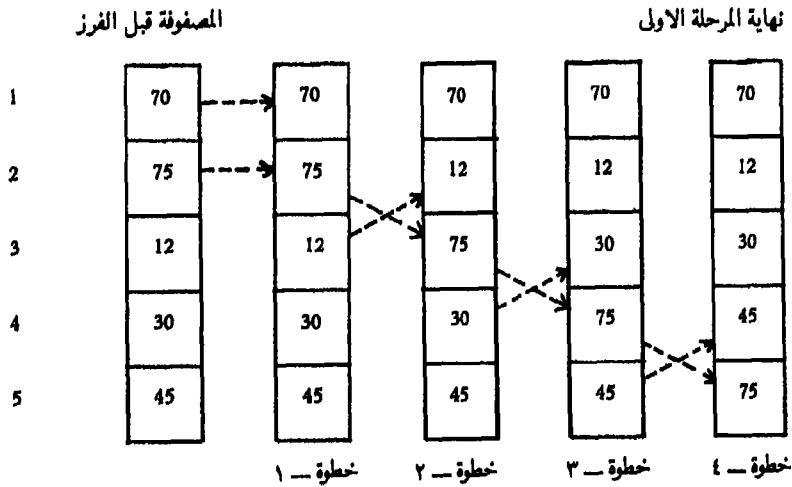 المصفوفة قبل الفرز نهاية المرحلة الاولى
1 70 70 70 70 70
2 75 75 12 12 12
3 12 12 75 30 30
4 30 30 30 75 45
5 45 45 45 45 75
خطوة — ١ خطوة — ٢ خطوة — ٣ خطوة — ٤